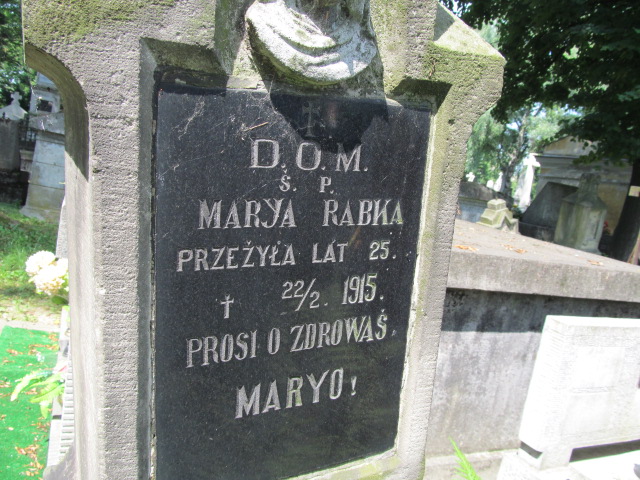 D.O.M.
Ś. P.
MARYA RABKA
PRZEŻYŁA LAT 25.
† 22/2. 1915.
PROSI O ZDROWAŚ
MARYO!